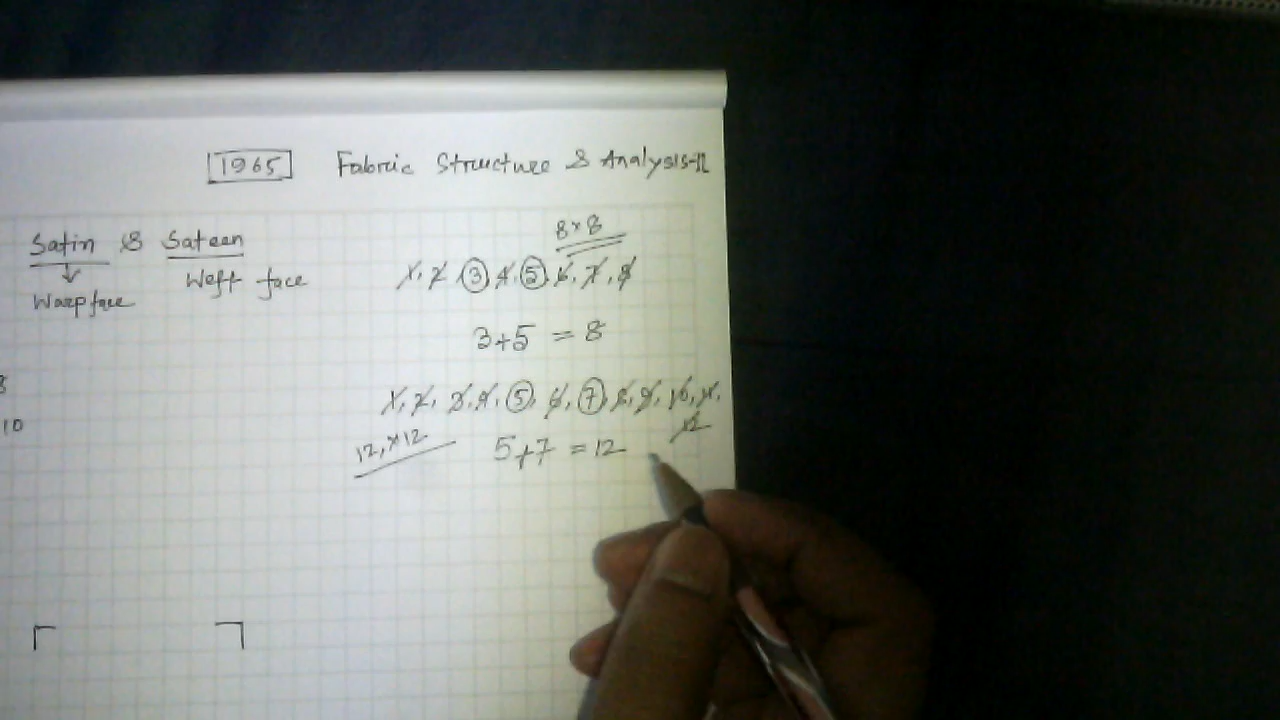 1965 Fabric Structure & Analysis-II
Satin & Sateen
Warp face
Weft face
8×8
1, 2, 3, 4, 5, 6, 7, 8
3+5 = 8
1, 2, 3, 4, 5, 6, 7, 8, 9, 10, 11,
12
12, ×12
5+7 = 12
8
10